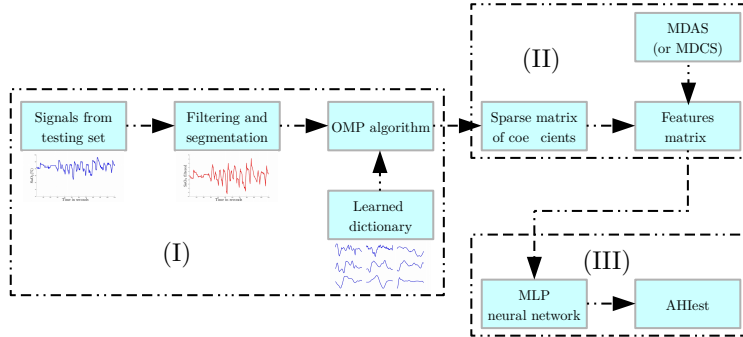 MDAS
(or MDCS)
(II)
Signals from
testing set
Filtering and
segmentation
OMP algorithm
Sparse matrix
of coe cients
Features
matrix
Time in seconds
Time in seconds
Learned
dictionary
(I)
(III)
MLP
neural network
AHIest